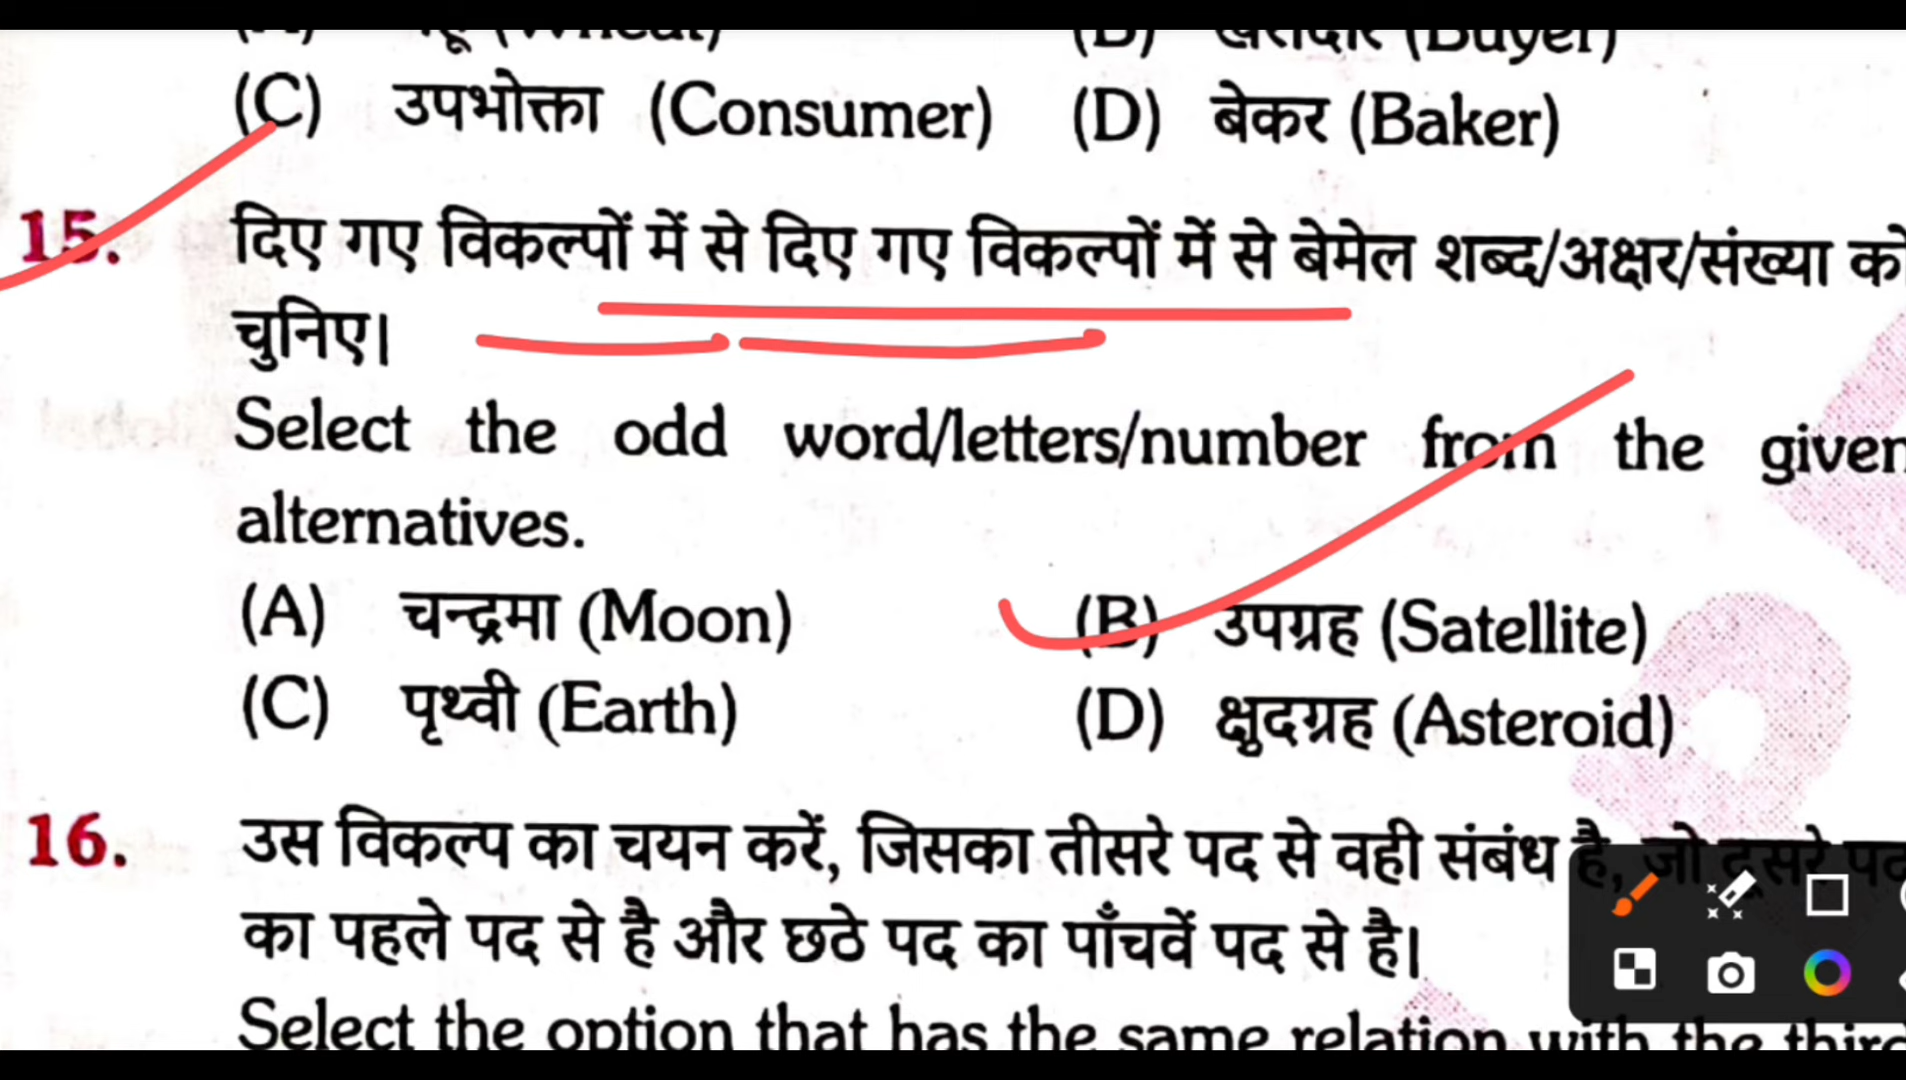 (C) उपभोक्ता (Consumer) (D) बेकर (Baker)
15. दिए गए विकल्पों में से दिए गए विकल्पों में से बेमेल शब्द/अक्षर/संख्या को
चुनिए।
Select the odd word/letters/number from the given
alternatives.
(A) चन्द्रमा (Moon) (B) उपग्रह (Satellite)
(C) पृथ्वी (Earth) (D) क्षुदग्रह (Asteroid)
16. उस विकल्प का चयन करें, जिसका तीसरे पद से वही संबंध है, जो दूसरे पद
का पहले पद से है और छठे पद का पाँचवें पद से है।
Select the option that has the same relation with the third